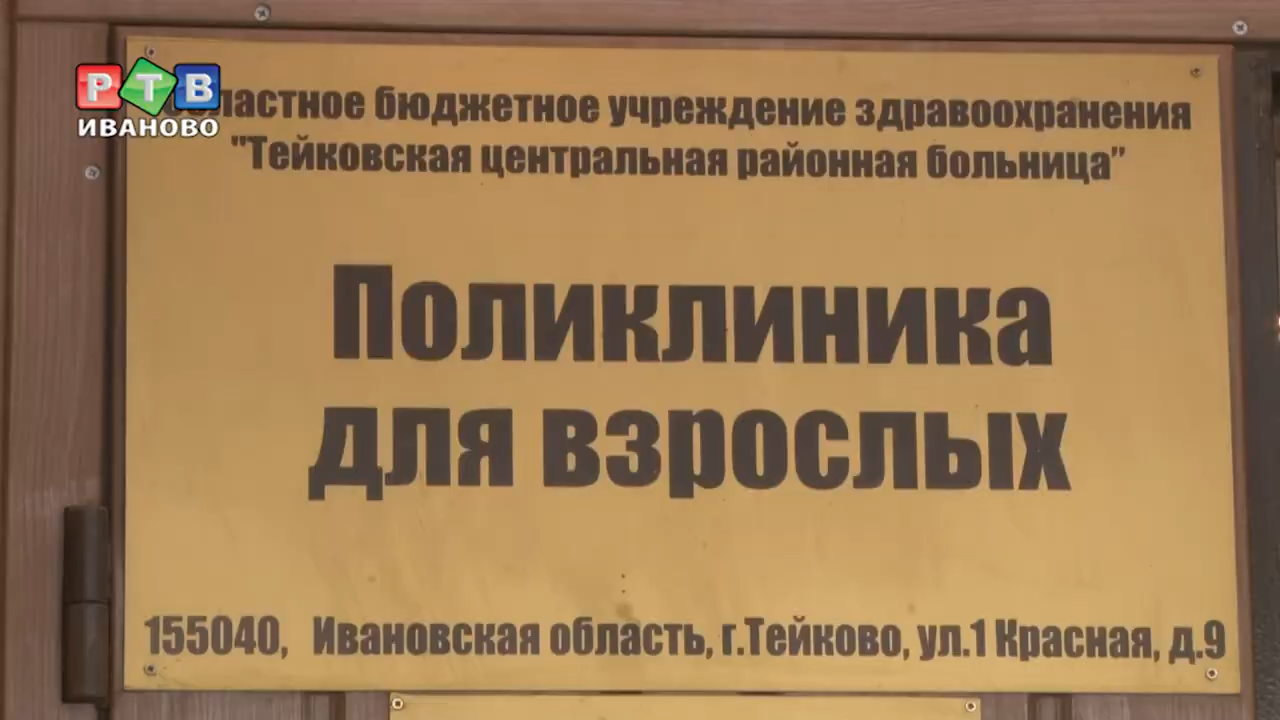 РТВ
ИВАНОВО
бюджетное учреждение здравоохранения
"Тейковская центральная районная больница”
Поликлиника
для взрослых
155040, Ивановская область, г.Тейково, ул.1 Красная, д.9